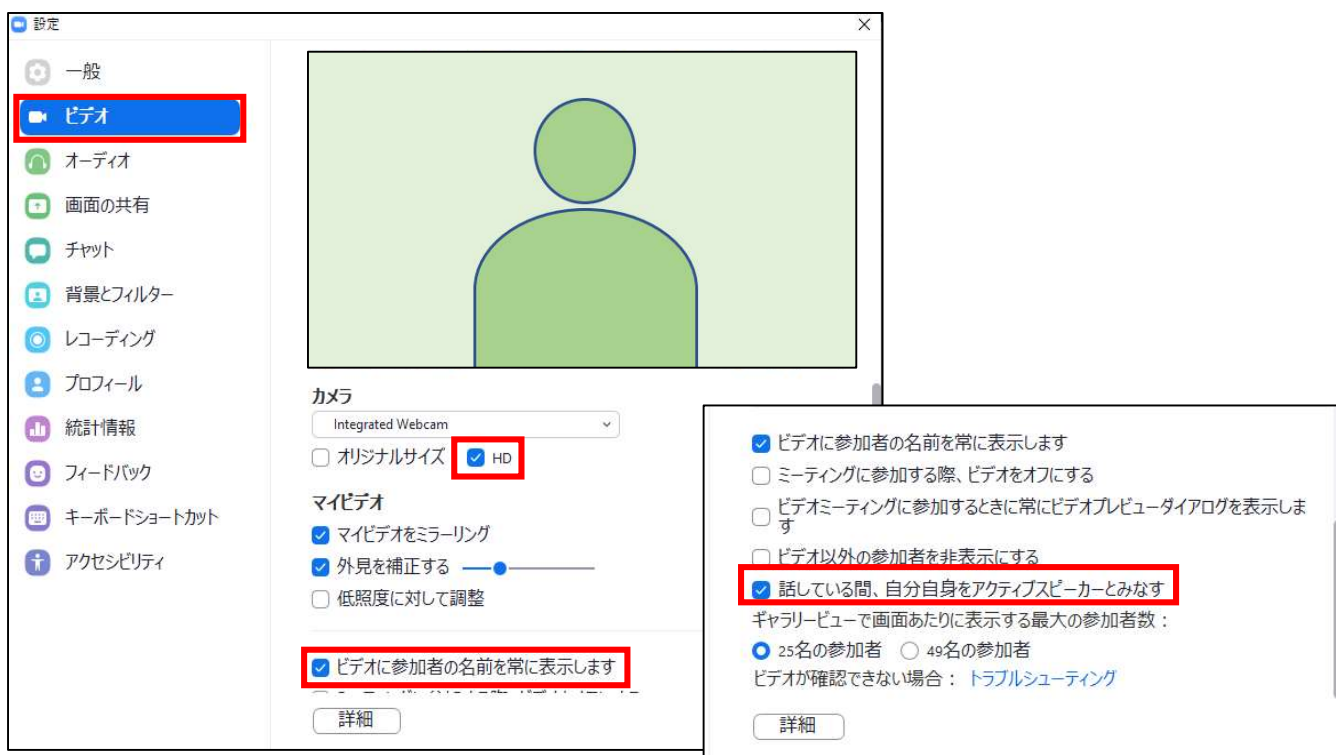 設定
一般
ビデオ
オーディオ
画面の共有
チャット
背景とフィルター
レコーディング
プロフィール
統計情報
フィードバック
キーボードショートカット
アクセシビリティ
カメラ
Integrated Webcam
オリジナルサイズ HD
マイビデオ
マイビデオをミラーリング
外見を補正する
低照度に対して調整
ビデオに参加者の名前を常に表示します
詳細
ビデオに参加者の名前を常に表示します
ミーティングに参加する際、ビデオをオフにする
ビデオミーティングに参加するときに常にビデオプレビューダイアログを表示しま
す
ビデオ以外の参加者を非表示にする
話している間、自分自身をアクティブスピーカーとみなす
ギャラリービューで画面あたりに表示する最大の参加者数：
25名の参加者 49名の参加者
ビデオが確認できない場合： トラブルシューティング
詳細